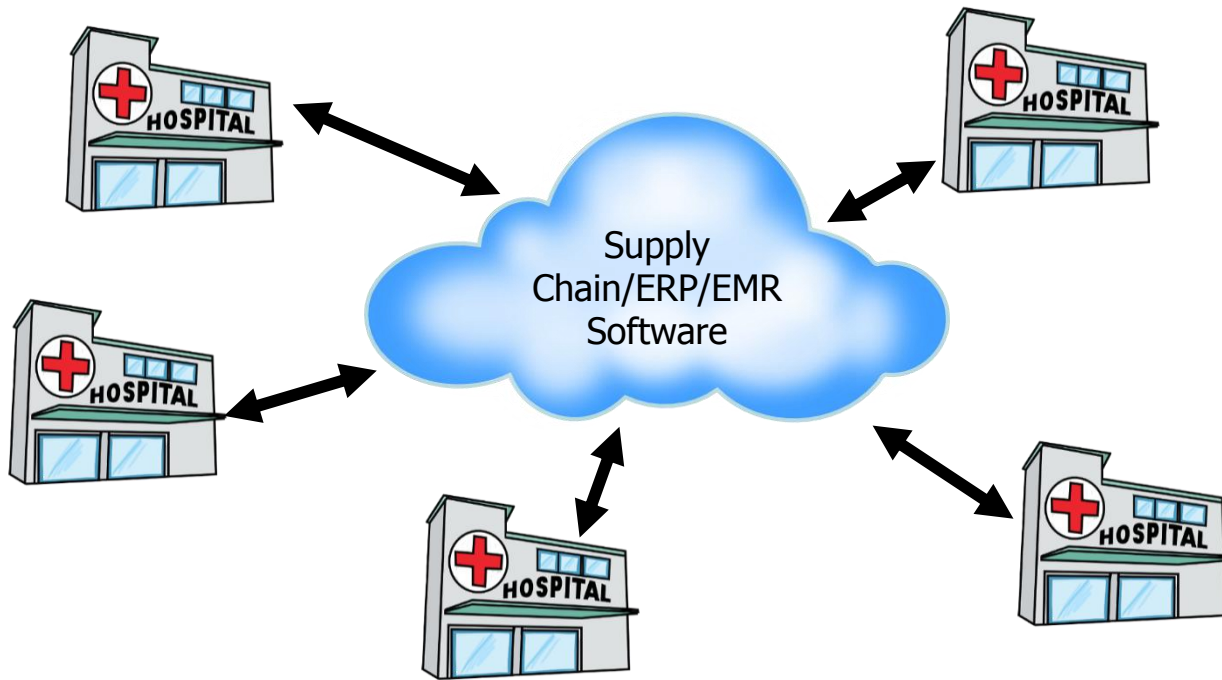 HOSPITAL
HOSPITAL
Supply
Chain/ERP/EMR
Software
HOSPITAL
HOSPITAL
HOSPITAL